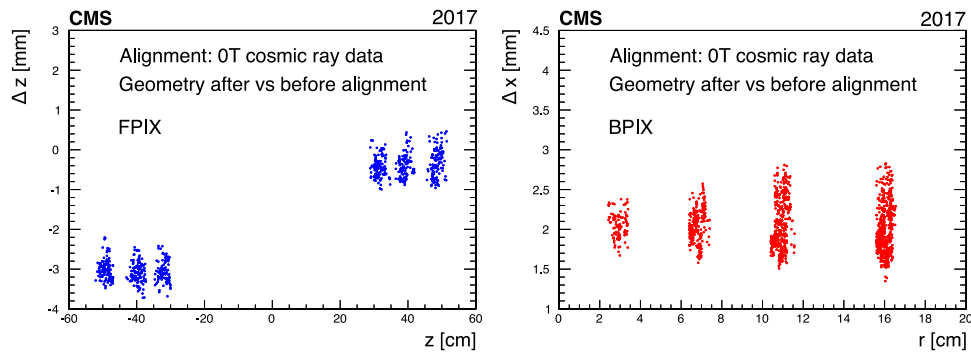 CMS 2017
Δ z [mm]
3
2
1
0
-1
-2
-3
-4
Alignment: 0T cosmic ray data
Geometry after vs before alignment
FPIX
-60 -40 -20 0 20 40 60
z [cm]
CMS 2017
Δ x [mm]
4.5
4
3.5
3
2.5
2
1.5
1
Alignment: 0T cosmic ray data
Geometry after vs before alignment
BPIX
0 2 4 6 8 10 12 14 16 18 20
r [cm]